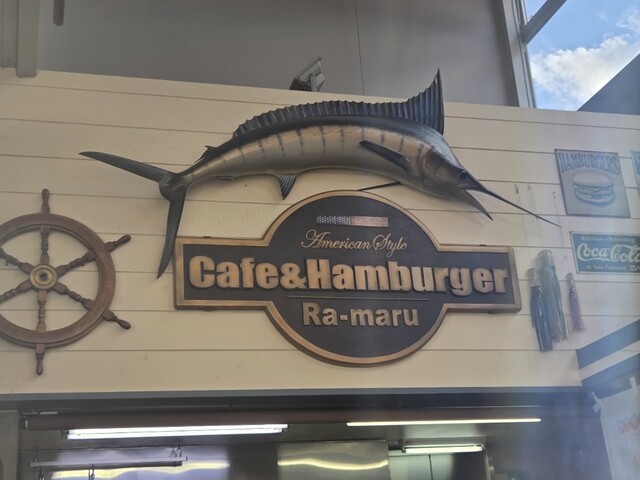 American Style
Cafe&Hamburger
Ra-maru
HAMBURGERS
Coca-Cola